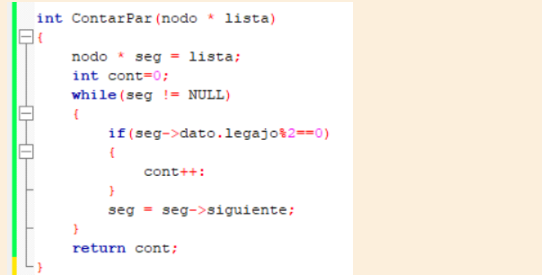 int ContarPar(nodo * lista)
{
nodo * seg = lista;
int cont=0;
while(seg != NULL)
{
if(seg->dato.legajo%2==0)
{
cont++:
}
seg = seg->siguiente;
}
return cont;
}